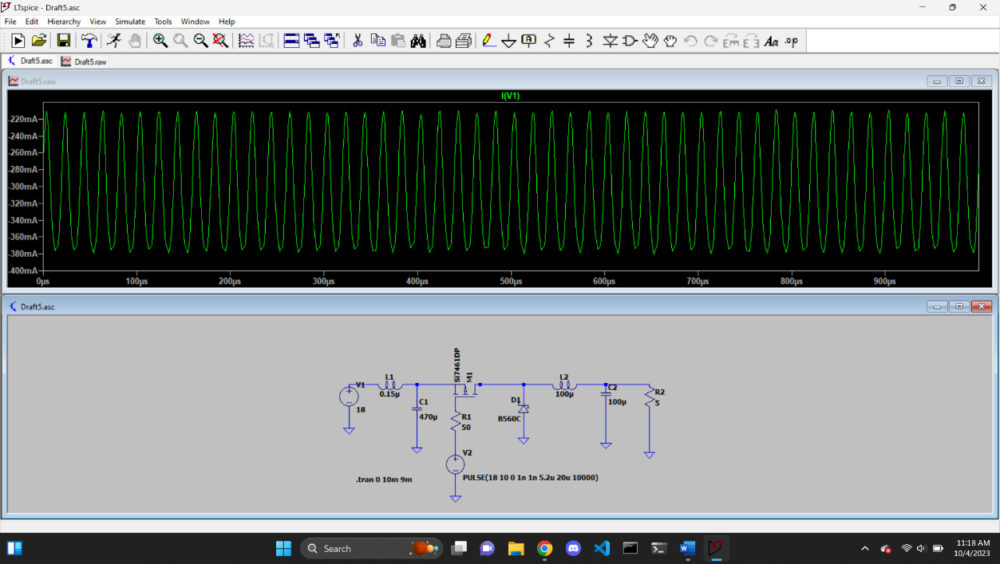 LTspice - Draft5.asc
File Edit Hierarchy View Simulate Tools Window Help
Draft5.asc Draft5.raw
Draft5.raw
I(V1)
-220mA
-240mA
-260mA
-280mA
-300mA
-320mA
-340mA
-360mA
-380mA
-400mA
0µs 100µs 200µs 300µs 400µs 500µs 600µs 700µs 800µs 900µs
Draft5.asc
Si7461DP
M1
V1
18
L1
0.15µ
C1
470µ
R1
50
V2
PULSE(18 10 0 1n 1n 5.2u 20u 10000)
D1
B560C
L2
100µ
C2
100µ
R2
5
.tran 0 10m 9m
Search
11:18 AM
10/4/2023